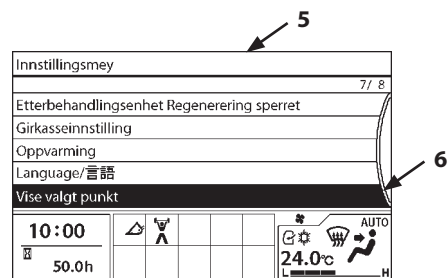 5
Innstillingsmey
7/ 8
Etterbehandlingsenhet Regenerering sperret
Girkasseinnstilling
Oppvarming
Language/言語
6
Vise valgt punkt
10:00
50.0h
AUTO
24.0℃
L H